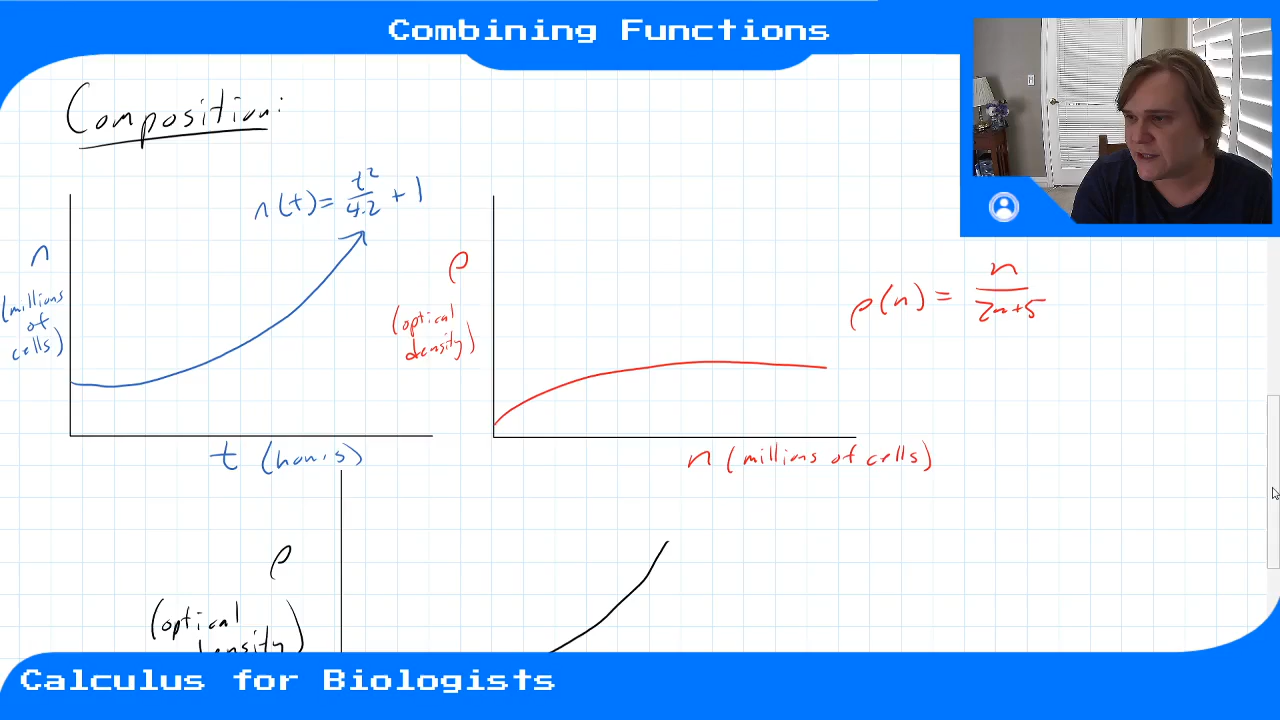 Combining Functions
Composition:
n(t) = t²/4.2 + 1
n
(millions
of
cells)
t (hours)
ρ
(optical
density)
ρ(n) = n/2n+5
n (millions of cells)
ρ
(optical
density)
Calculus for Biologists